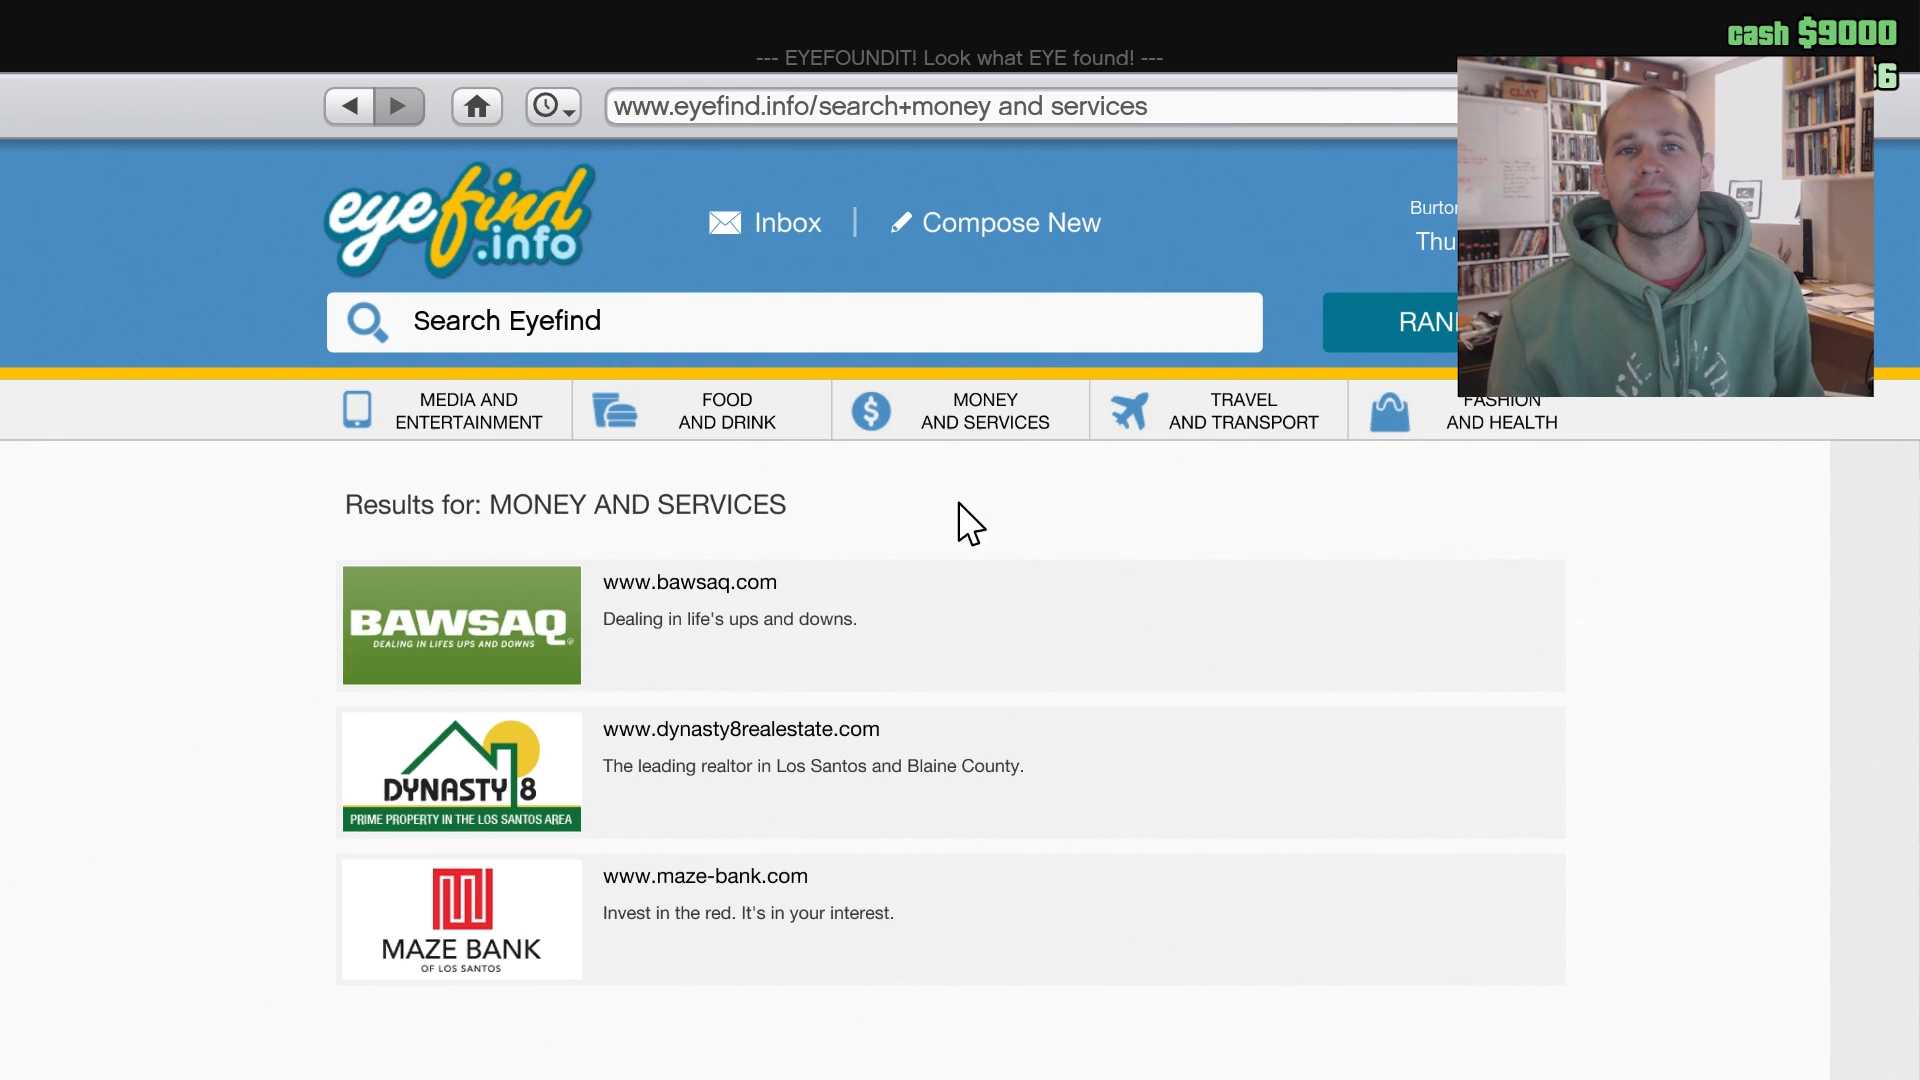 cash $9000
--- EYEFOUNDIT! Look what EYE found! ---
6
www.eyefind.info/search+money and services
CLAY
eyefind
.info
Inbox
Compose New
Thu
Search Eyefind
MEDIA AND
ENTERTAINMENT
FOOD
AND DRINK
MONEY
AND SERVICES
TRAVEL
AND TRANSPORT
FASHION
AND HEALTH
Results for: MONEY AND SERVICES
BAWSAQ
DEALING IN LIFES UPS AND DOWNS
www.bawsaq.com
Dealing in life's ups and downs.
DYNASTY 8
PRIME PROPERTY IN THE LOS SANTOS AREA
www.dynasty8realestate.com
The leading realtor in Los Santos and Blaine County.
MAZE BANK
OF LOS SANTOS
www.maze-bank.com
Invest in the red. It's in your interest.